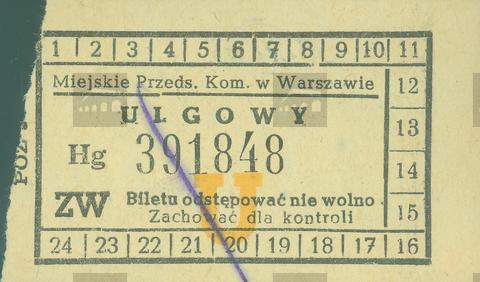 1 | 2 | 3 | 4 | 5 | 6 | 7 | 8 | 9 | 10 | 11
Miejskie Przeds. Kom. w Warszawie
12
ULGOWY
13
Hg 391848
14
ZW
U
Biletu odstępować nie wolno
Zachować dla kontroli
15
24 | 23 | 22 | 21 | 20 | 19 | 18 | 17 | 16